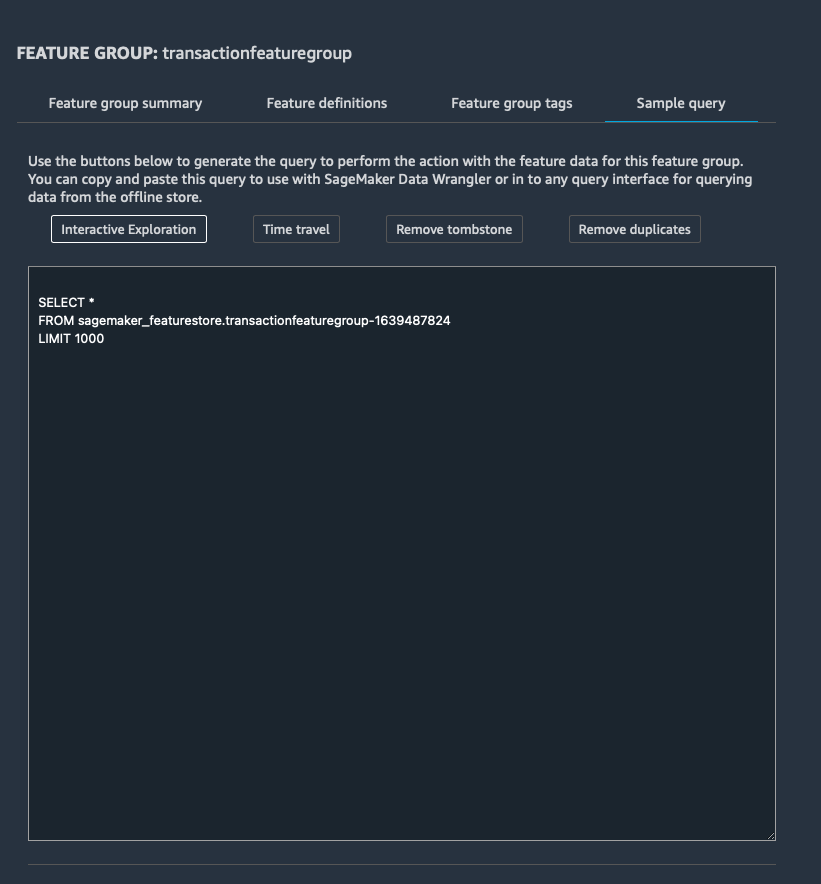 FEATURE GROUP: transactionfeaturegroup
Feature group summary Feature definitions Feature group tags Sample query
Use the buttons below to generate the query to perform the action with the feature data for this feature group.
You can copy and paste this query to use with SageMaker Data Wrangler or in to any query interface for querying
data from the offline store.
Interactive Exploration Time travel Remove tombstone Remove duplicates
SELECT *
FROM sagemaker_featurestore.transactionfeaturegroup-1639487824
LIMIT 1000